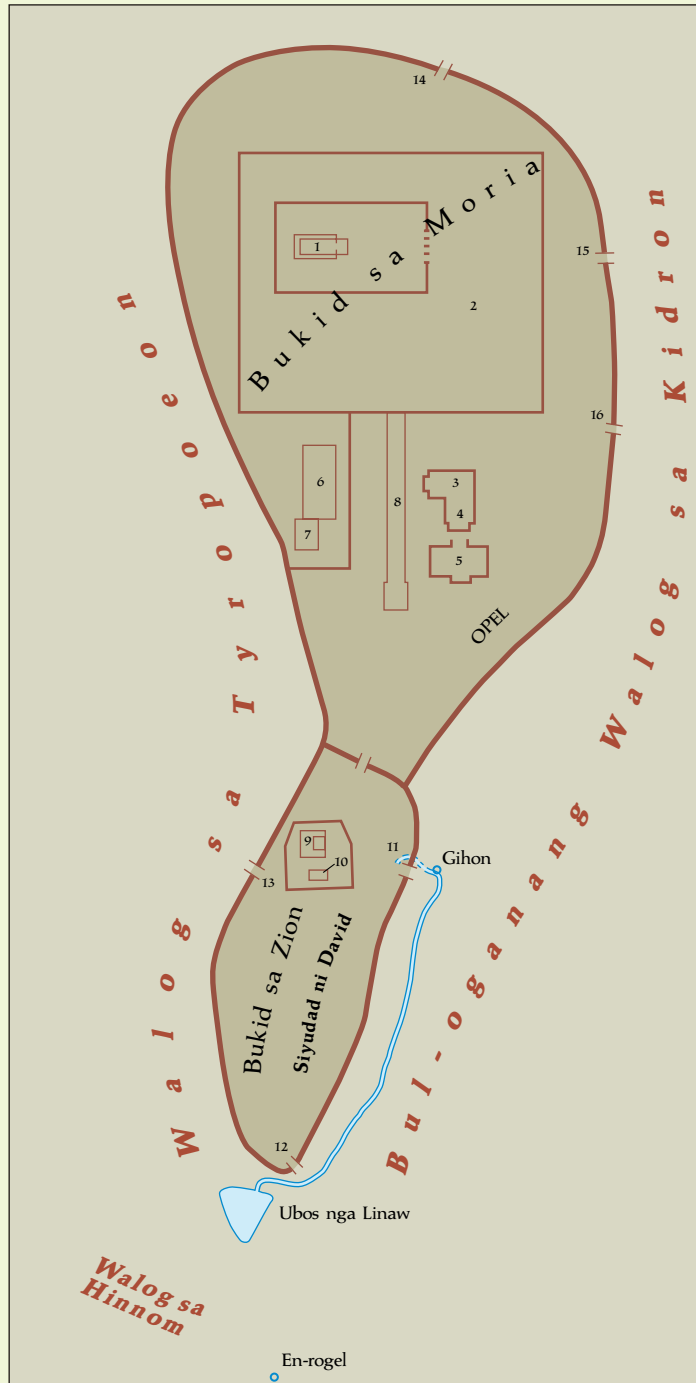 14
Bukid sa Moria
1
15
2
16
6
8
3
4
7
5
OPEL
Walog sa Tyropoeon
Bul-oganang Walog sa Kidron
9
10
11
Gihon
13
Bukid sa Zion
Siyudad ni David
12
Ubos nga Linaw
Walog sa
Hinnom
En-rogel